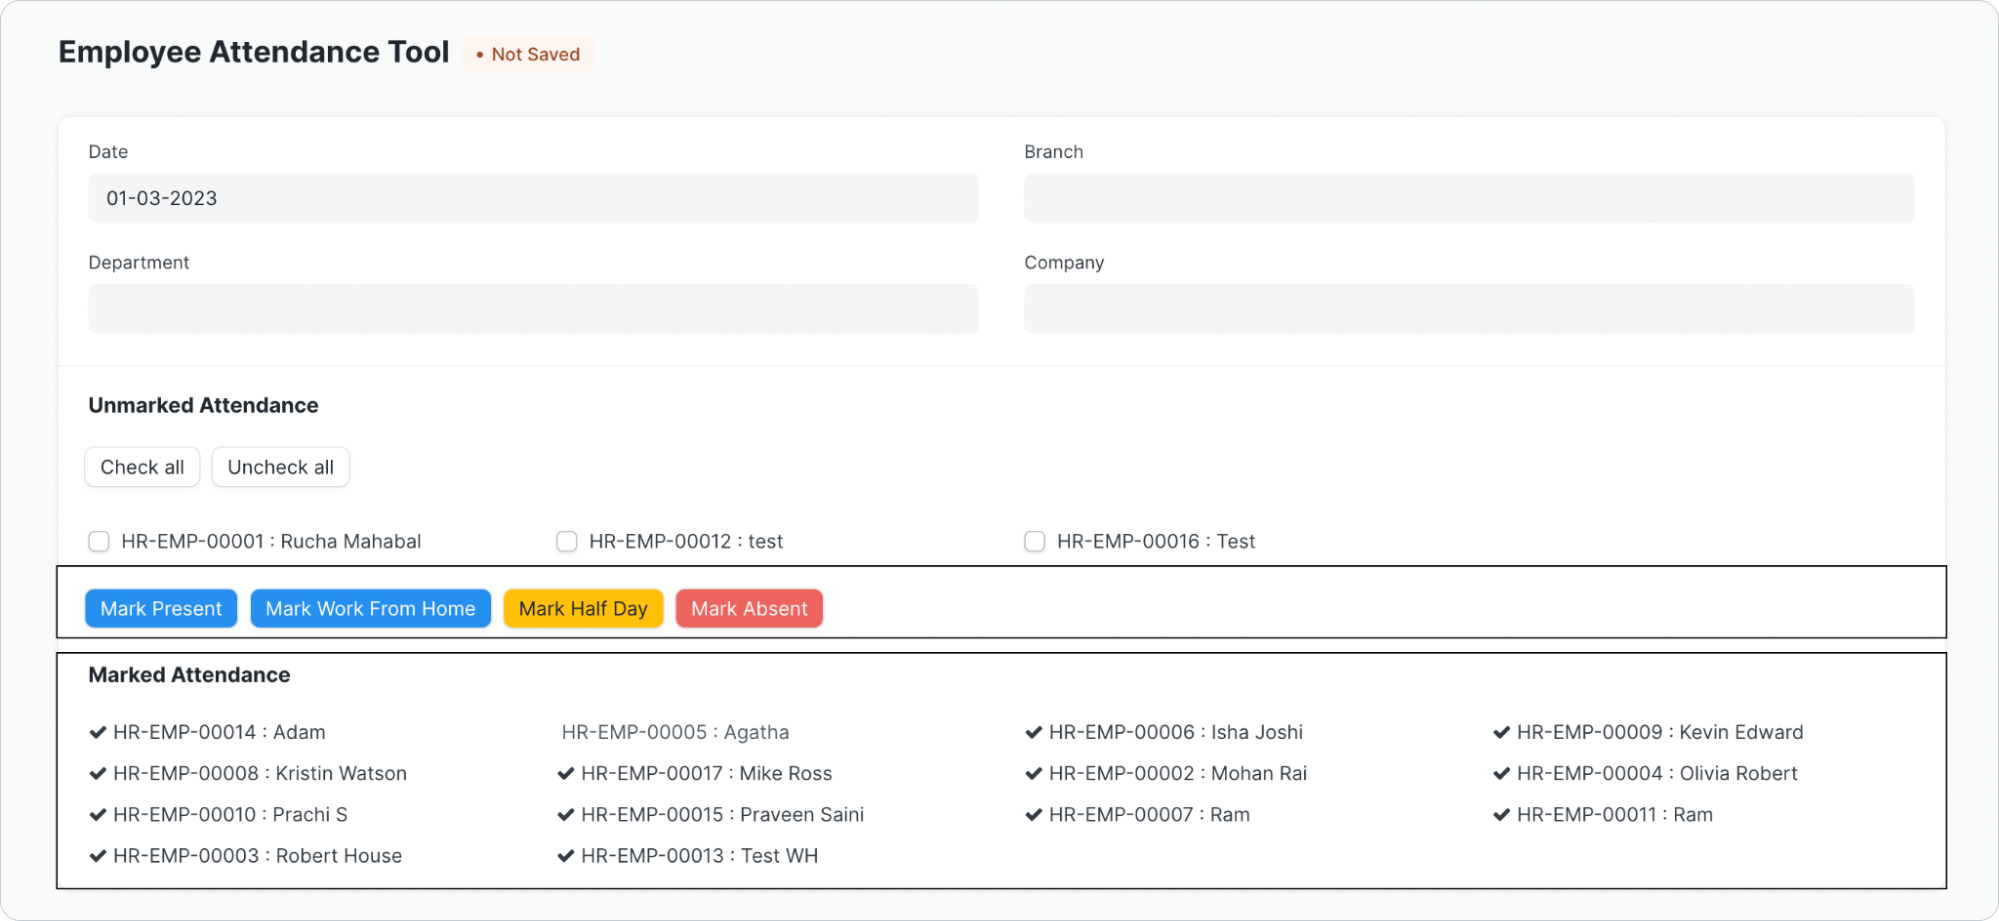 Employee Attendance Tool • Not Saved
Date
Branch
01-03-2023
Department
Company
Unmarked Attendance
Check all Uncheck all
HR-EMP-00001 : Rucha Mahabal HR-EMP-00012 : test HR-EMP-00016 : Test
Mark Present Mark Work From Home Mark Half Day Mark Absent
Marked Attendance
HR-EMP-00014 : Adam HR-EMP-00005 : Agatha HR-EMP-00006 : Isha Joshi HR-EMP-00009 : Kevin Edward
HR-EMP-00008 : Kristin Watson HR-EMP-00017 : Mike Ross HR-EMP-00002 : Mohan Rai HR-EMP-00004 : Olivia Robert
HR-EMP-00010 : Prachi S HR-EMP-00015 : Praveen Saini HR-EMP-00007 : Ram HR-EMP-00011 : Ram
HR-EMP-00003 : Robert House HR-EMP-00013 : Test WH